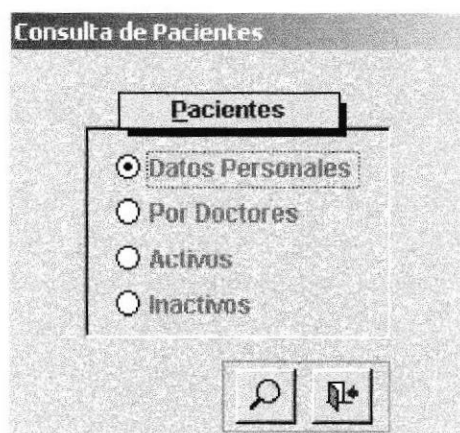 Consulta de Pacientes
Pacientes
Datos Personales
Por Doctores
Activos
Inactivos